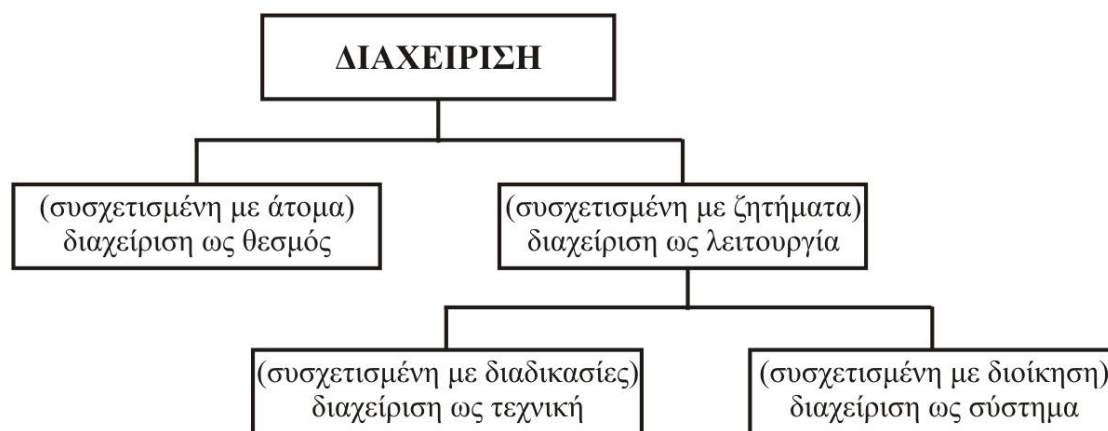 ΔΙΑΧΕΙΡΙΣΗ
(συσχετισμένη με άτομα)
διαχείριση ως θεσμός
(συσχετισμένη με ζητήματα)
διαχείριση ως λειτουργία
(συσχετισμένη με διαδικασίες)
διαχείριση ως τεχνική
(συσχετισμένη με διοίκηση)
διαχείριση ως σύστημα